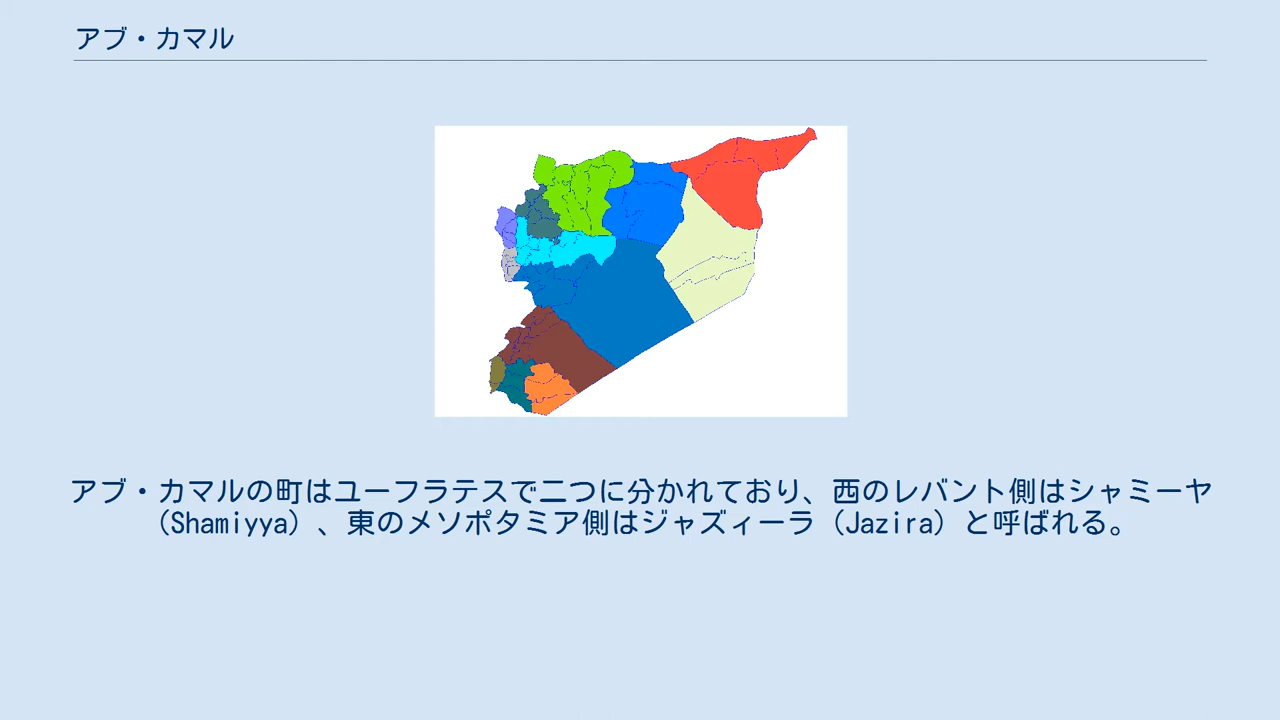 アブ・カマル
アブ・カマルの町はユーフラテスで二つに分かれており、西のレバント側はシャミーヤ
（Shamiyya）、東のメソポタミア側はジャズィーラ（Jazira）と呼ばれる。